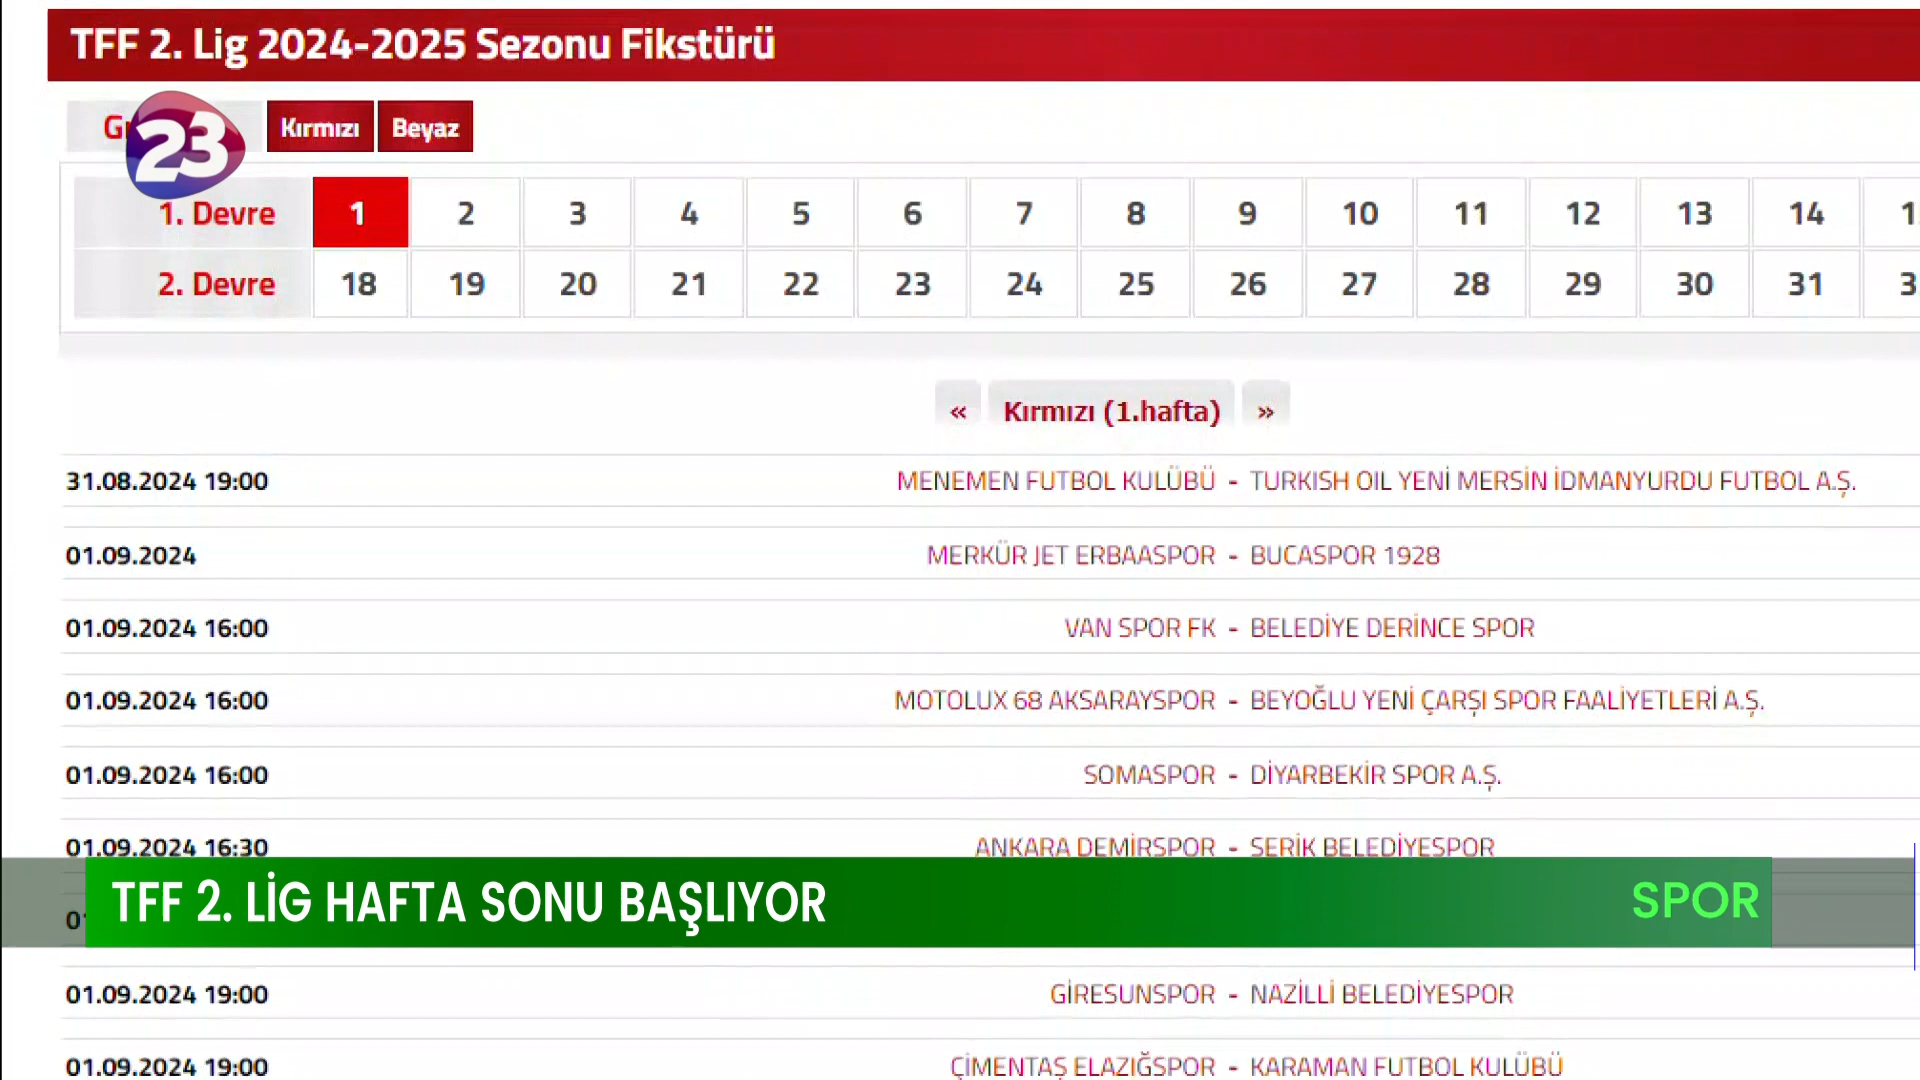 TFF 2. Lig 2024-2025 Sezonu Fikstürü
23 Kırmızı Beyaz
1. Devre 1 2 3 4 5 6 7 8 9 10 11 12 13 14
2. Devre 18 19 20 21 22 23 24 25 26 27 28 29 30 31
« Kırmızı (1.hafta) »
31.08.2024 19:00 MENEMEN FUTBOL KULÜBÜ - TURKISH OIL YENİ MERSİN İDMANYURDU FUTBOL A.Ş.
01.09.2024 MERKÜR JET ERBAASPOR - BUCASPOR 1928
01.09.2024 16:00 VAN SPOR FK - BELEDİYE DERİNCE SPOR
01.09.2024 16:00 MOTOLUX 68 AKSARAYSPOR - BEYOĞLU YENİ ÇARŞI SPOR FAALİYETLERİ A.Ş.
01.09.2024 16:00 SOMASPOR - DİYARBEKİR SPOR A.Ş.
01.09.2024 16:30 ANKARA DEMİRSPOR - SERİK BELEDİYESPOR
TFF 2. LİG HAFTA SONU BAŞLIYOR SPOR
01.09.2024 19:00 GİRESUNSPOR - NAZİLLİ BELEDİYESPOR
01.09.2024 19:00 ÇİMENTAŞ ELAZIĞSPOR - KARAMAN FUTBOL KULÜBÜ